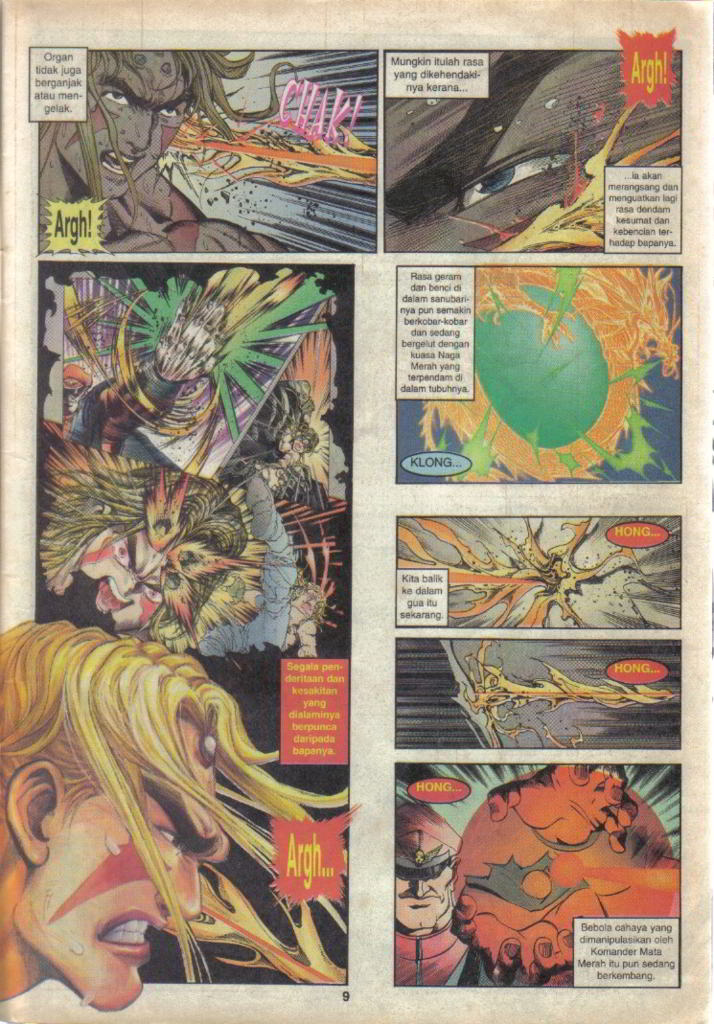 Organ
tidak juga
berganjak
atau men-
gelak.
CHAK!
Argh!
Mungkin itulah rasa
yang dikehendaki-
nya kerana...
Argh!
...ia akan
merangsang dan
menguatkan lagi
rasa dendam
kesumat dan
kebencian ter-
hadap bapanya.
Segala pen-
deritaan dan
kesakitan
yang
dialaminya
berpunca
daripada
bapanya.
Argh...
Rasa geram
dan benci di
dalam sanubari-
nya pun semakin
berkobar-kobar
dan sedang
bergelut dengan
kuasa Naga
Merah yang
terpendam di
dalam tubuhnya.
KLONG...
HONG...
Kita balik
ke dalam
gua itu
sekarang.
HONG...
HONG...
Bebola cahaya yang
dimanipulasikan oleh
Komander Mata
Merah itu pun sedang
berkembang.
9